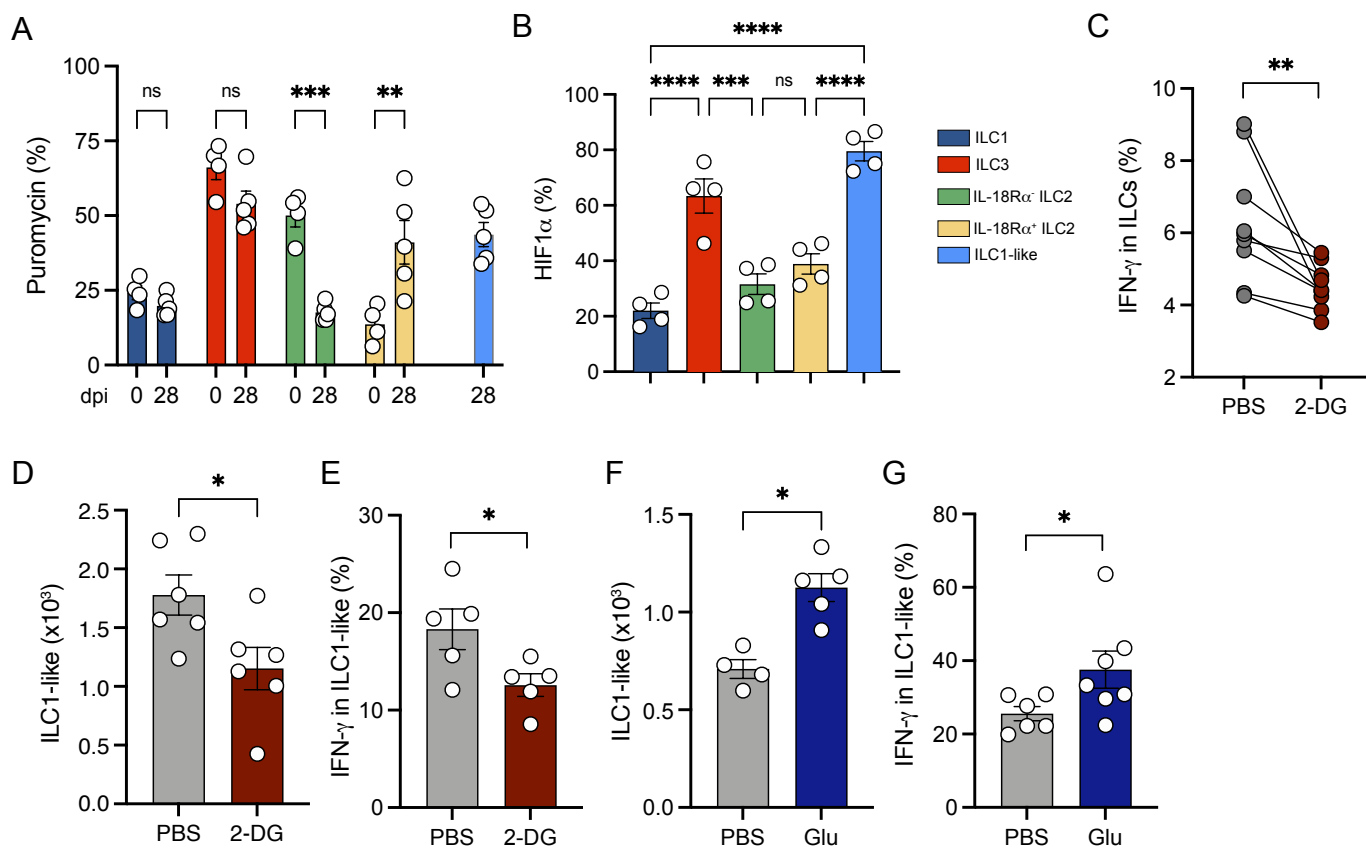 A
Puromycin (%)
100
75
50
25
0
ns
ns
***
**
dpi
0 28 0 28 0 28 0 28 28
B
HIF1α (%)
100
80
60
40
20
0
****
**** *** ns ****
ILC1
ILC3
IL-18Rα- ILC2
IL-18Rα+ ILC2
ILC1-like
C
IFN-γ in ILCs (%)
10
8
6
4
2
**
PBS 2-DG
D
ILC1-like (x10³)
2.5
2.0
1.5
1.0
0.5
0.0
*
PBS 2-DG
E
IFN-γ in ILC1-like (%)
30
20
10
0
*
PBS 2-DG
F
ILC1-like (x10³)
1.5
1.0
0.5
0.0
*
PBS Glu
G
IFN-γ in ILC1-like (%)
80
60
40
20
0
*
PBS Glu